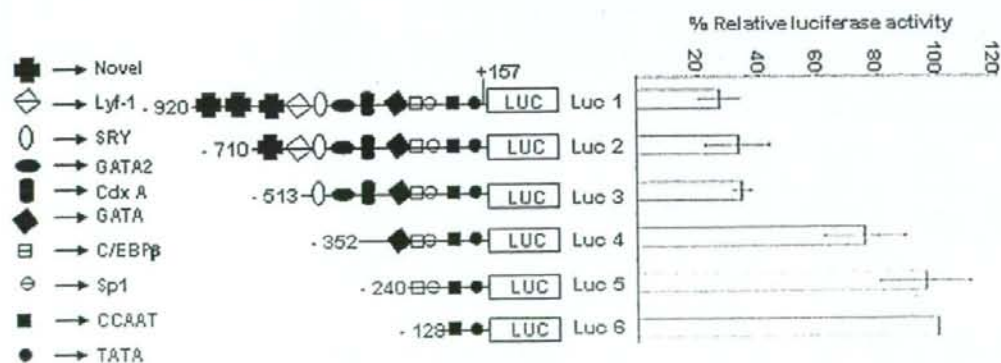 % Relative luciferase activity
20
40
60
80
100
120
Novel
Lyf-1
SRY
GATA2
Cdx A
GATA
C/EBPβ
Sp1
CCAAT
TATA
+157
- 920 LUC Luc 1
- 710 LUC Luc 2
- 513 LUC Luc 3
- 352 LUC Luc 4
- 240 LUC Luc 5
- 128 LUC Luc 6